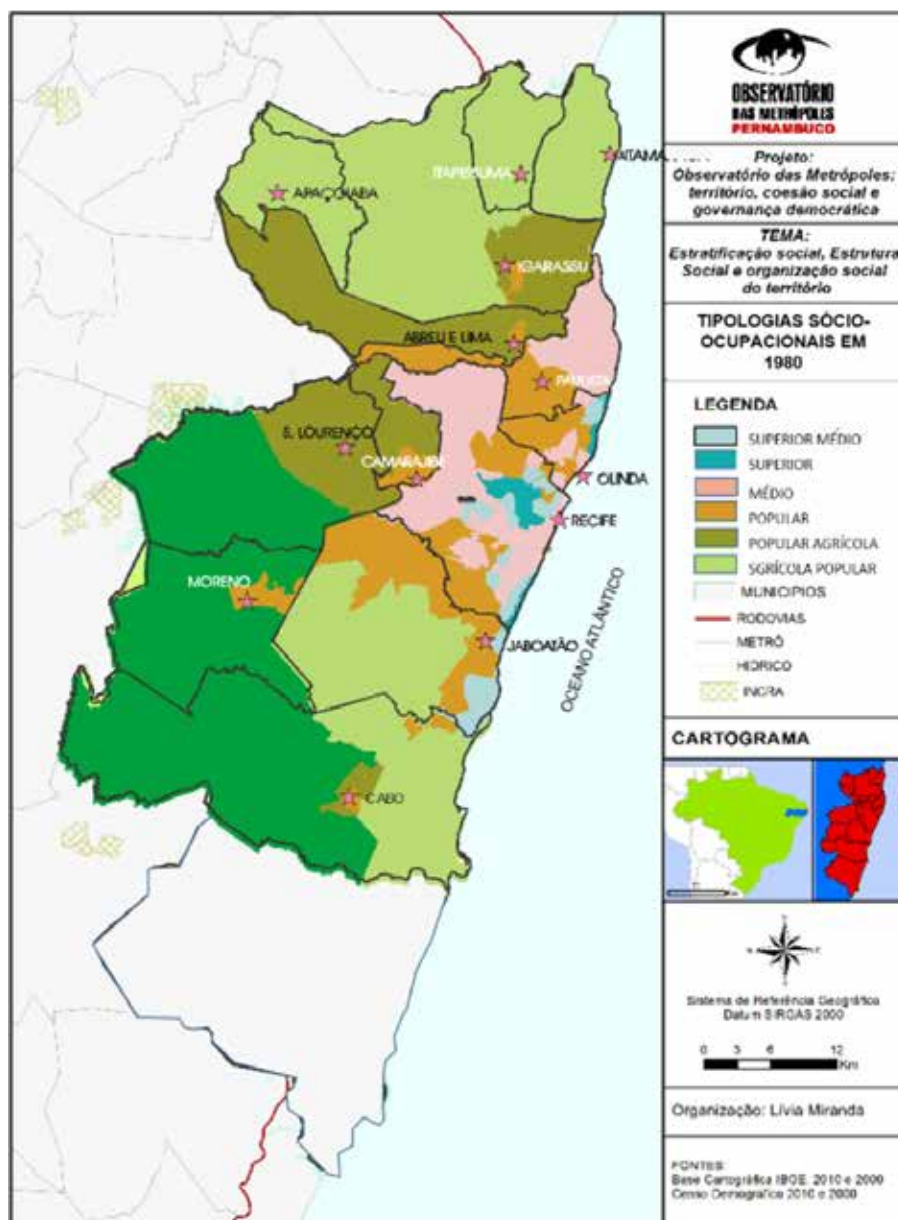 OBSERVATÓRIO
DAS METRÓPOLES
PERNAMBUCO
Projeto:
Observatório das Metrópoles:
território, coesão social e
governança democrática
TEMA:
Estratificação social, Estrutura
Social e organização social
do território
TIPOLOGIAS SÓCIO-
OCUPACIONAIS EM
1980
LEGENDA
SUPERIOR MÉDIO
SUPERIOR
MÉDIO
POPULAR
POPULAR AGRÍCOLA
SGRÍCOLA POPULAR
MUNICIPIOS
RODOVIAS
METRÔ
HÍDRICO
INCRA
CARTOGRAMA
Sistema de Referência Geográfica
Datum SIRGAS 2000
0 3 6 12
Km
Organização: Lívia Miranda
FONTES:
Base Cartográfica IBGE, 2010 e 2000
Censo Demográfico 2010 e 2000
ARAÇOIABA
IGARASSU
ABREU E LIMA
S. LOURENÇO
CAMARAJIBE
OLINDA
RECIFE
MORENO
JABOATÃO
CABO
OCEANO ATLÂNTICO